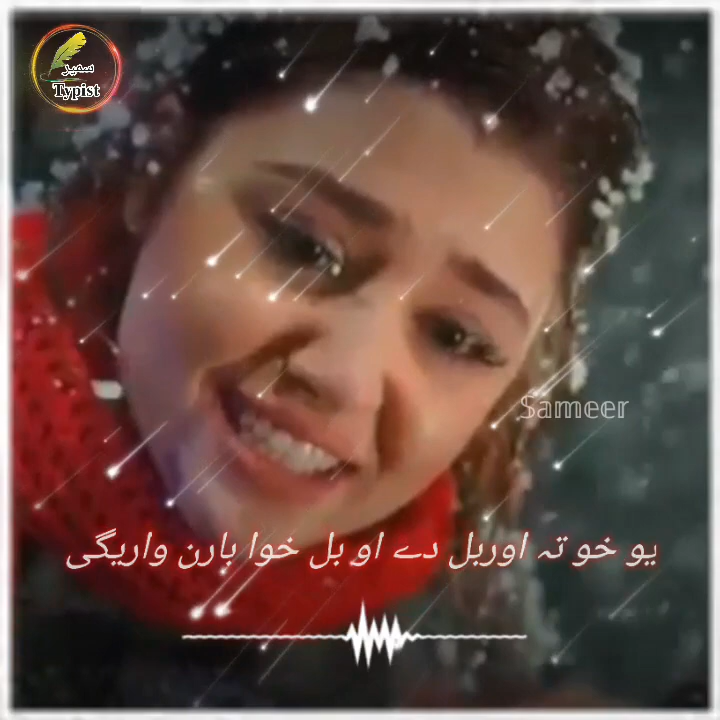 سمیر
Typist
Sameer
یو خو تہ اوربل دے او بل خوا بارن واریگی